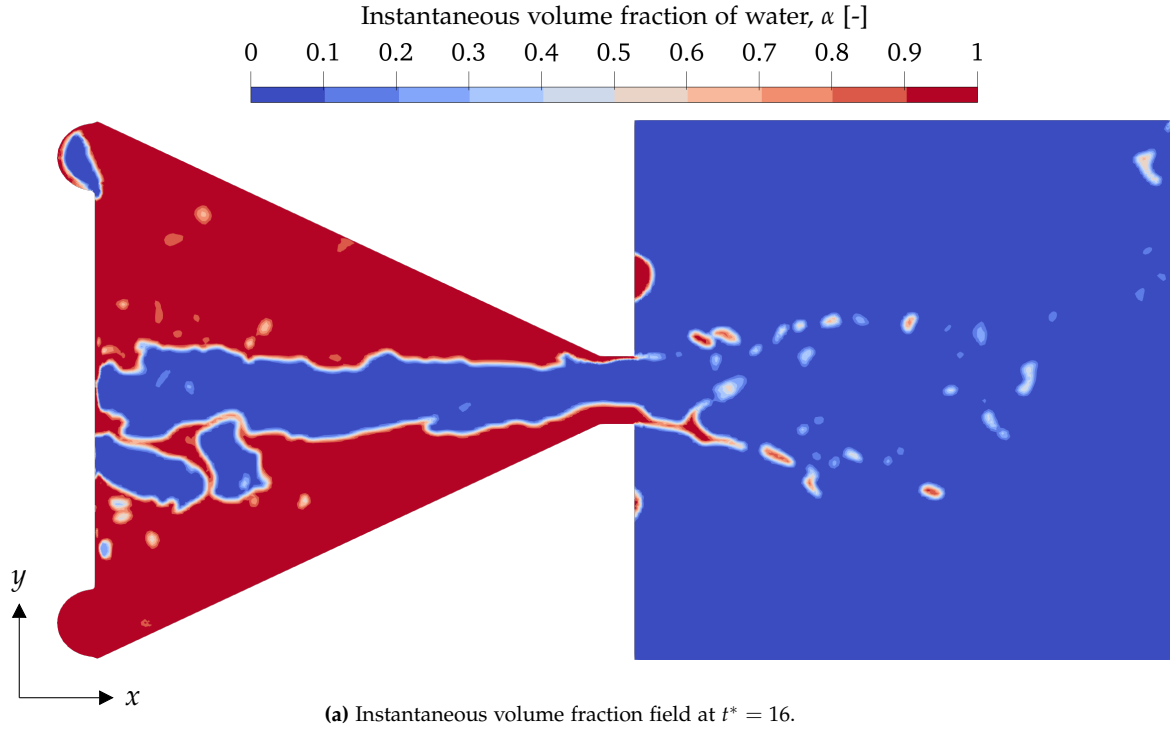 Instantaneous volume fraction of water, α [-]
0 0.1 0.2 0.3 0.4 0.5 0.6 0.7 0.8 0.9 1
y
x
(a) Instantaneous volume fraction field at t* = 16.